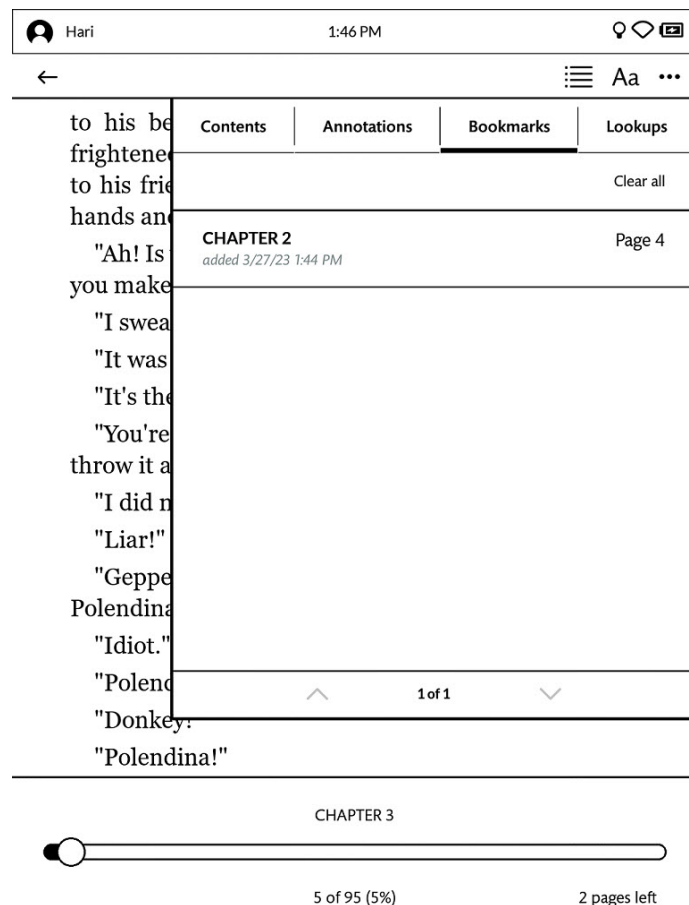 Hari
1:46 PM
Aa
Contents
Annotations
Bookmarks
Lookups
Clear all
CHAPTER 2
Page 4
added 3/27/23 1:44 PM
1 of 1
to his be
frightene
to his frie
hands and
"Ah! Is
you make
"I swea
"It was
"It's the
"You're
throw it a
"I did n
"Liar!"
"Geppe
Polendina
"Idiot."
"Polend
"Donkey!"
"Polendina!"
CHAPTER 3
5 of 95 (5%)
2 pages left